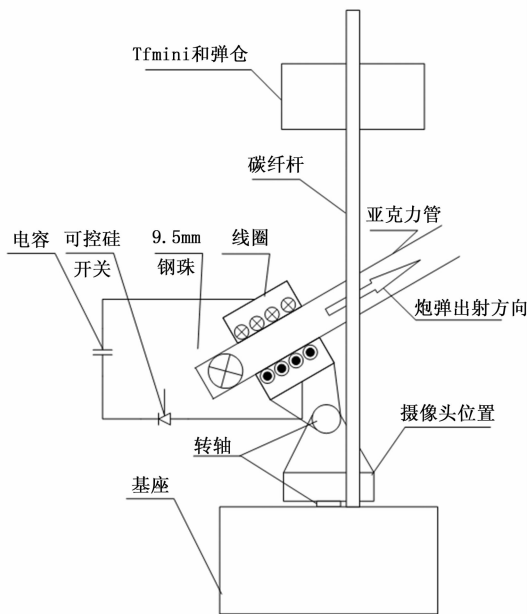 Tfmini和弹仓
碳纤杆
亚克力管
电容
可控硅
开关
9.5mm
钢珠
线圈
炮弹出射方向
摄像头位置
转轴
基座